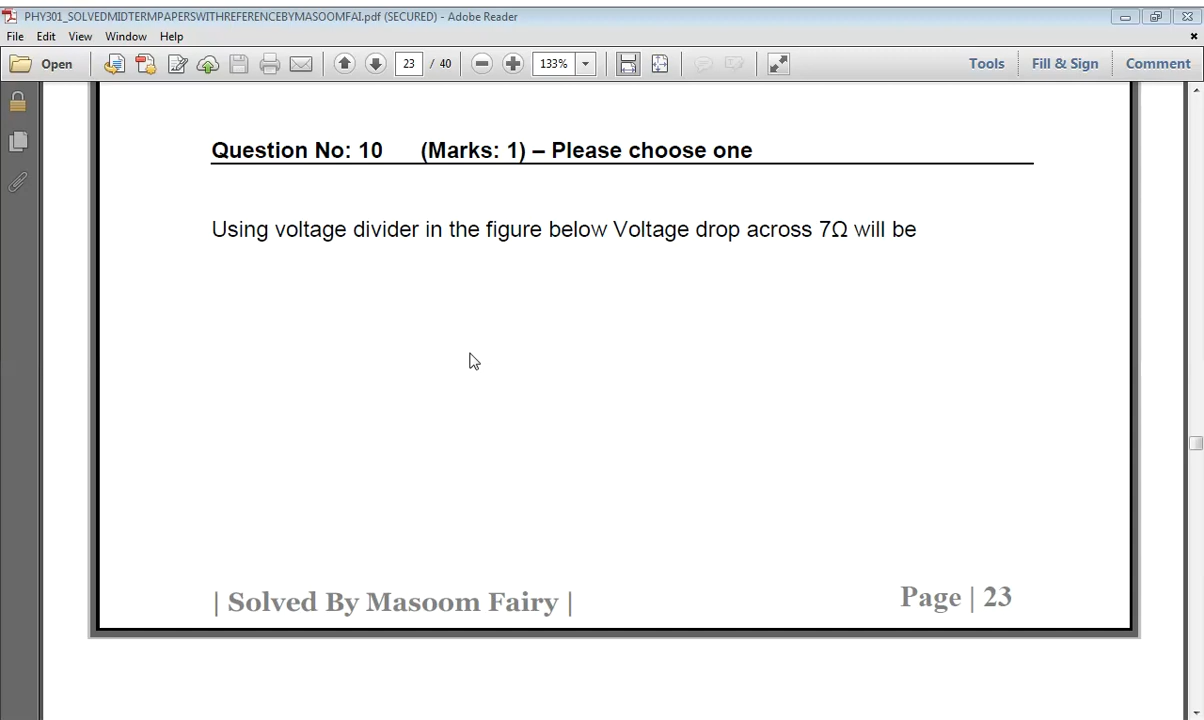 PHY301_SOLVEDMIDTERMPAPERSWITHREFERENCEBYMASOOMFAI.pdf (SECURED) - Adobe Reader
File Edit View Window Help
Open 23 / 40 133% Tools Fill & Sign Comment
Question No: 10 (Marks: 1) – Please choose one
Using voltage divider in the figure below Voltage drop across 7Ω will be
| Solved By Masoom Fairy | Page | 23